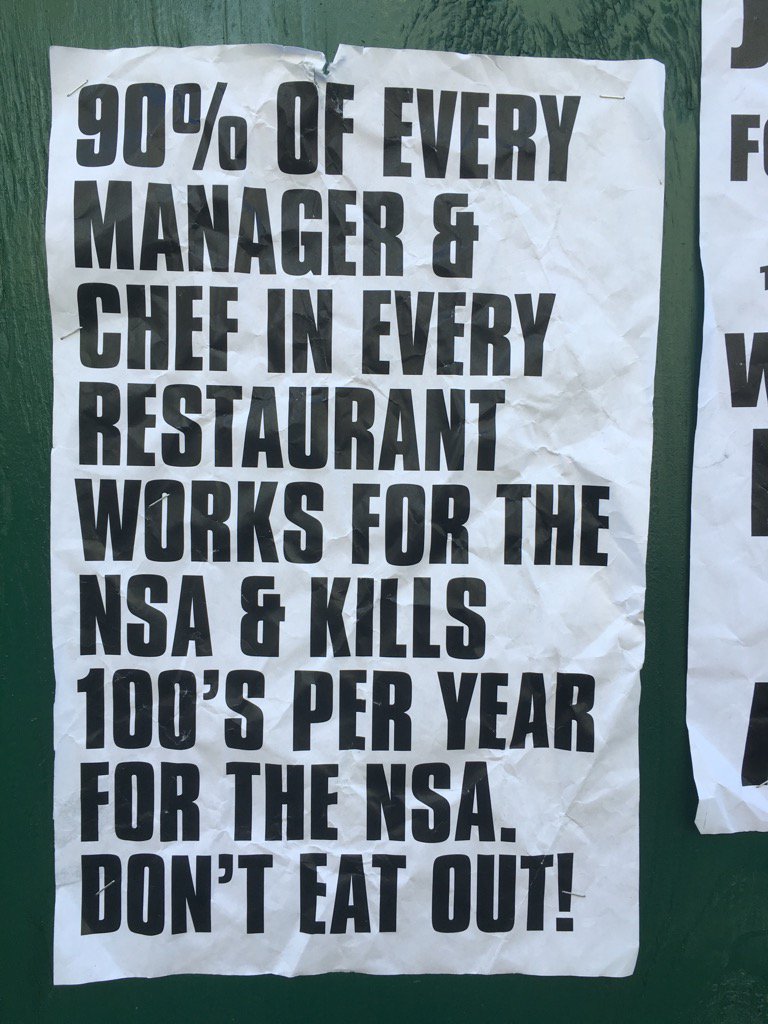 90% OF EVERY
MANAGER &
CHEF IN EVERY
RESTAURANT
WORKS FOR THE
NSA & KILLS
100'S PER YEAR
FOR THE NSA.
DON'T EAT OUT!